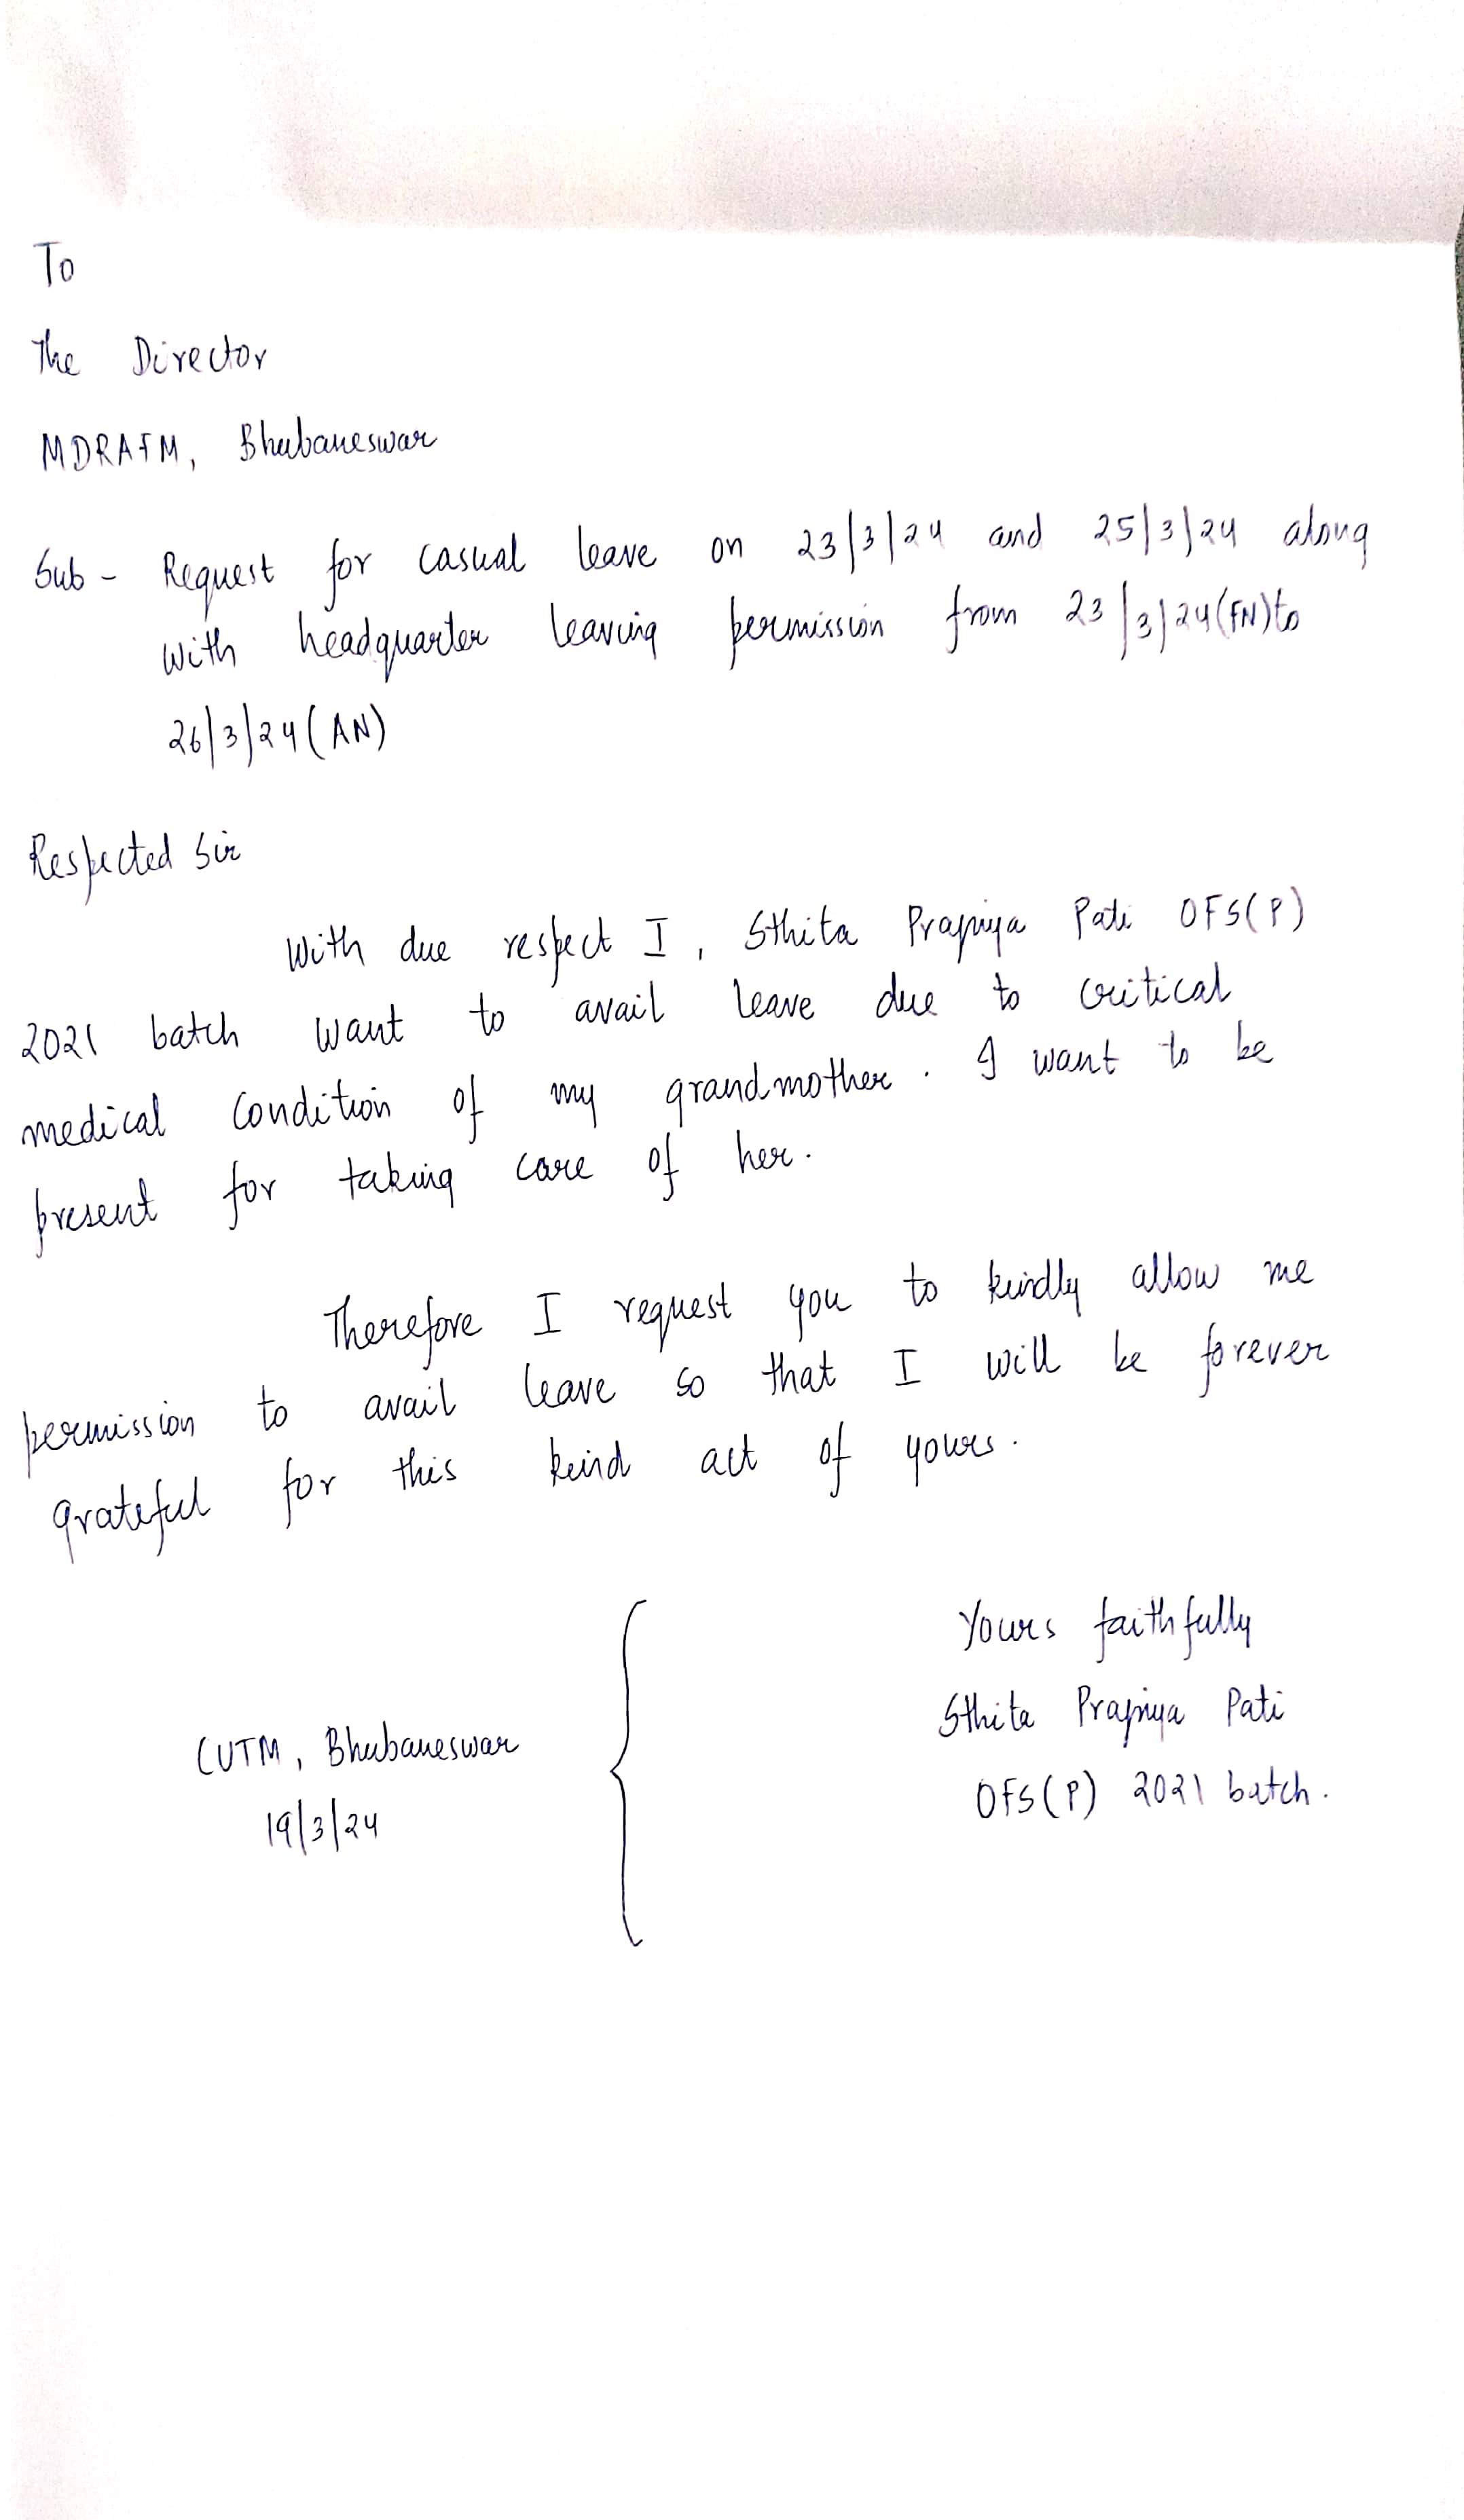 To
The Director
MDRAFM, Bhubaneswar
Sub - Request for casual leave on 23/3/24 and 25/3/24 along
with headquarter leaving permission from 23/3/24(FN) to
26/3/24(AN)
Respected Sir
With due respect I, Sthita Prapriya Pati OFS(P)
2021 batch want to avail leave due to critical
medical condition of my grandmother. I want to be
present for taking care of her.
Therefore I request you to kindly allow me
permission to avail leave so that I will be forever
grateful for this kind act of yours.
Yours faithfully
Sthita Prapriya Pati
OFS(P) 2021 batch.
CUTM, Bhubaneswar
19/3/24